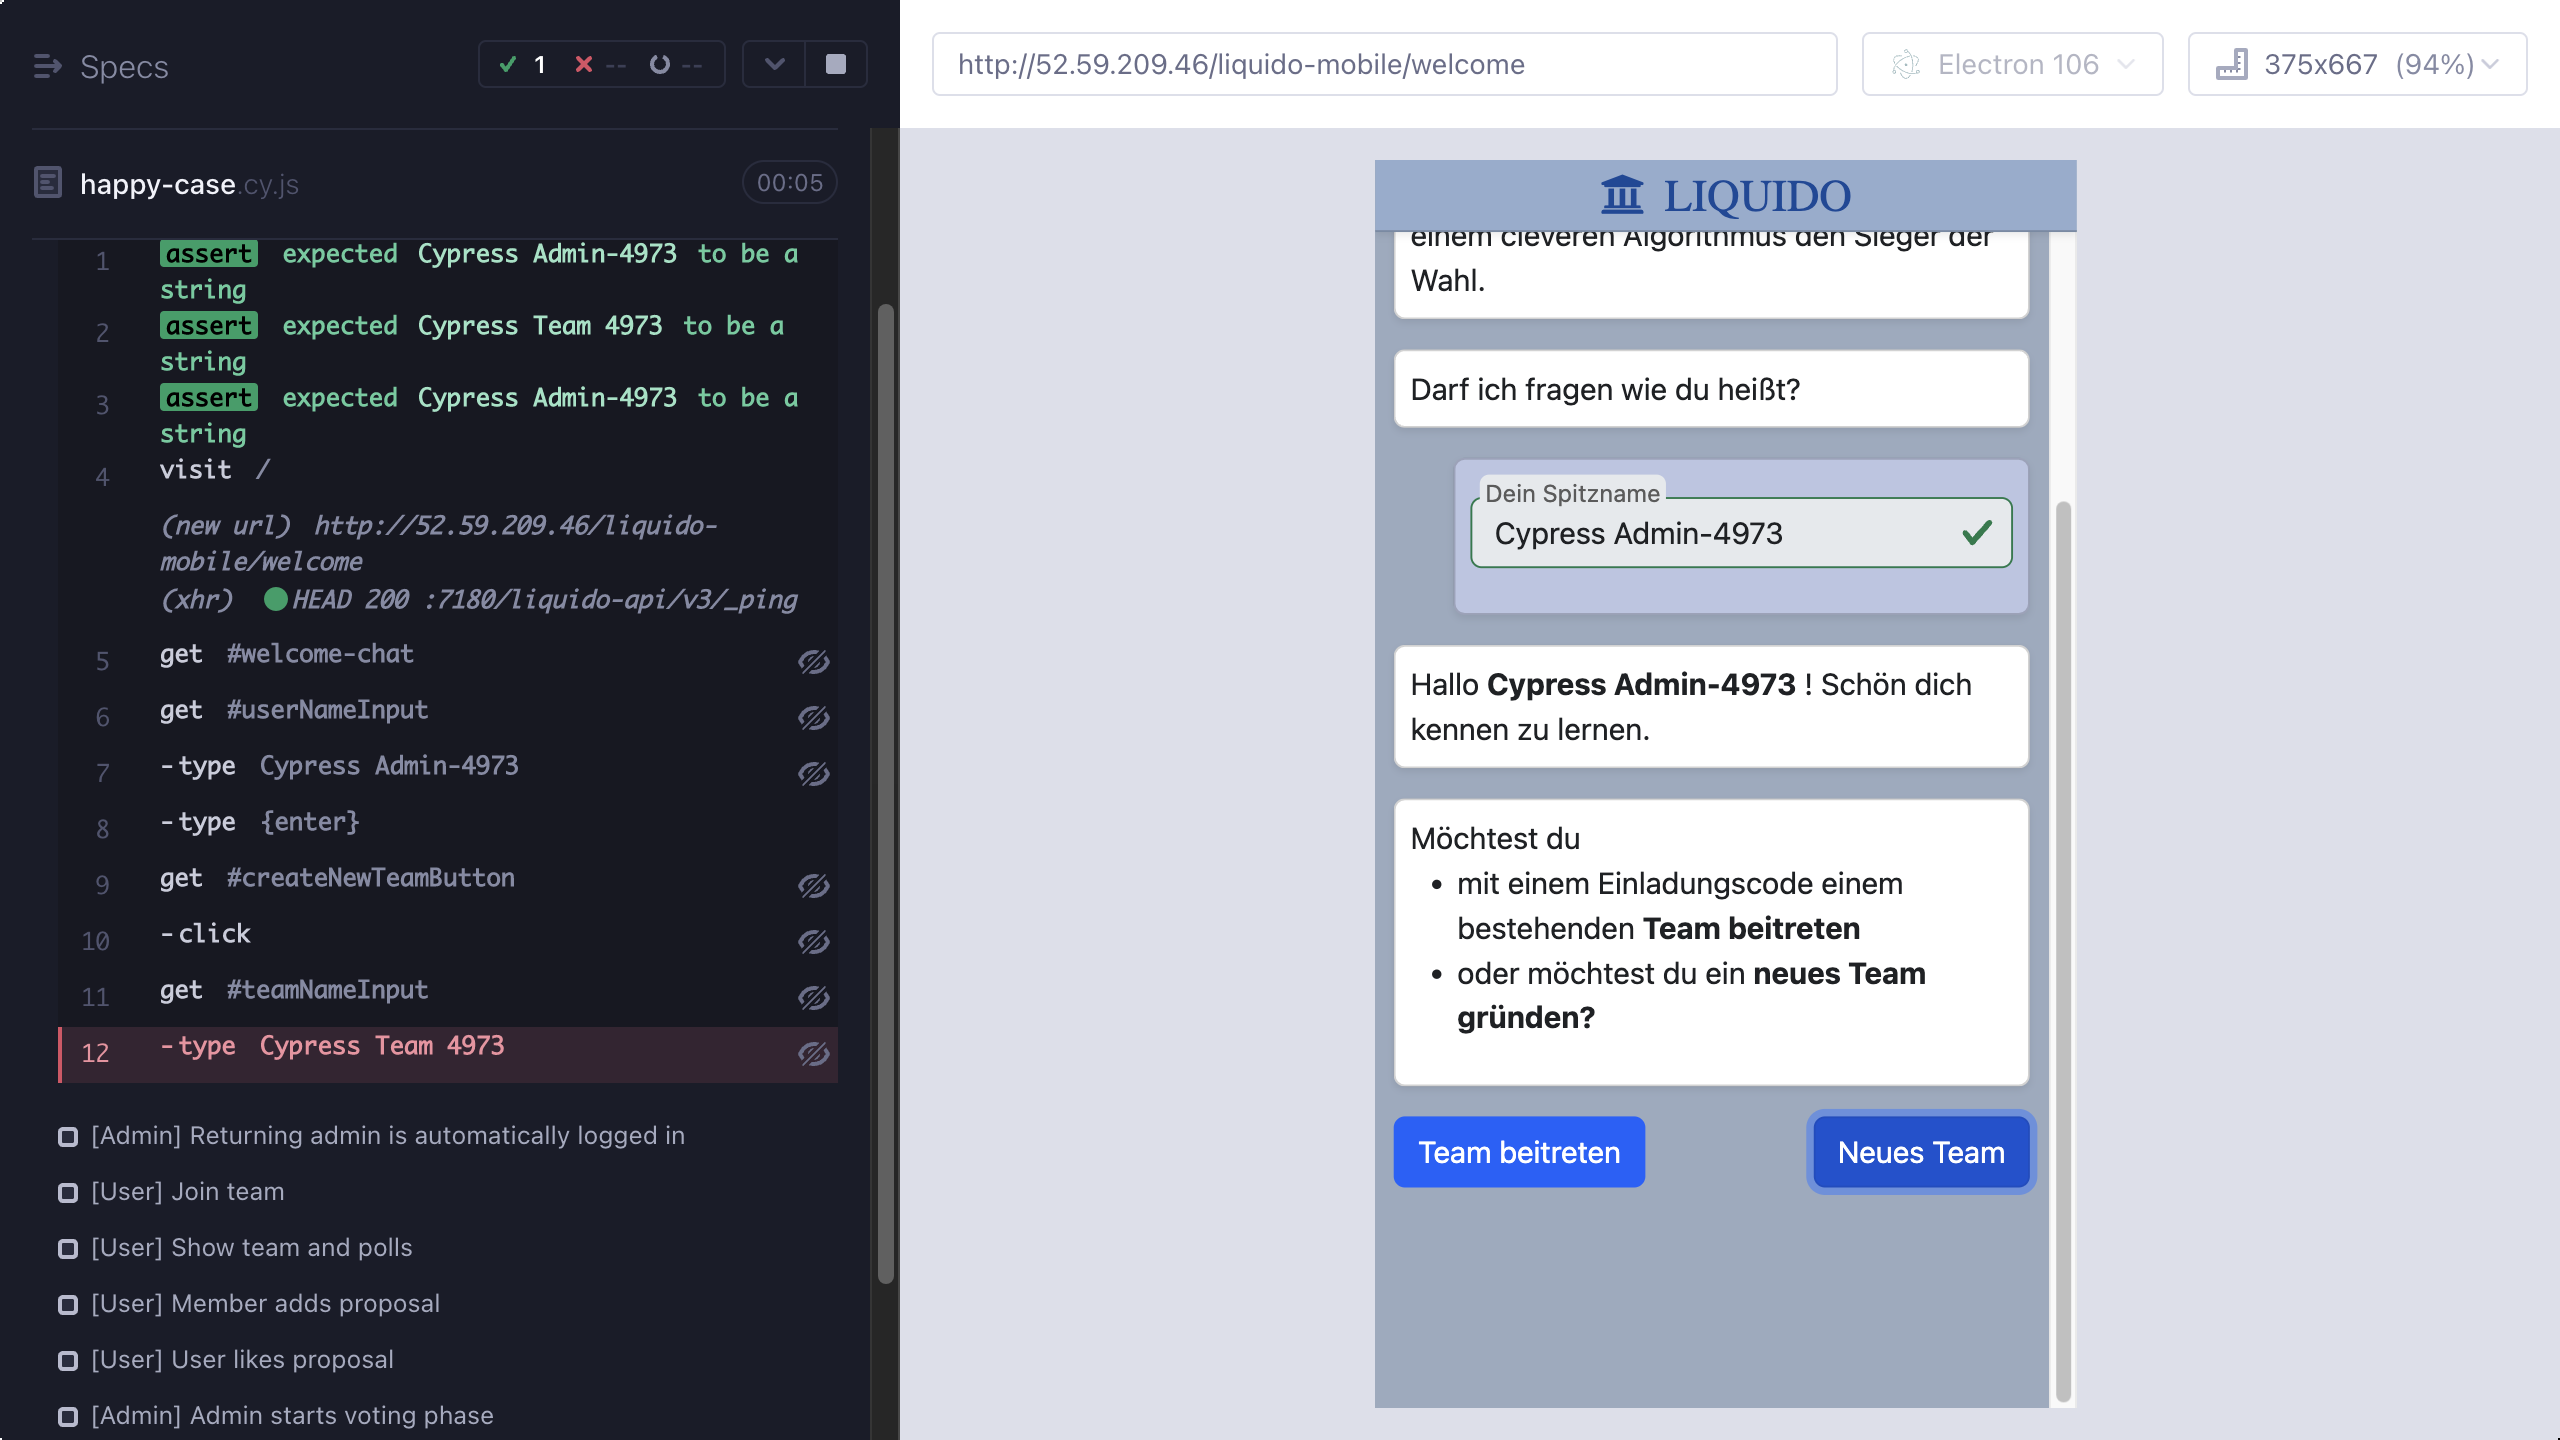 Specs
1
--
--
happy-case.cy.js
00:05
1 assert expected Cypress Admin-4973 to be a
string
2 assert expected Cypress Team 4973 to be a
string
3 assert expected Cypress Admin-4973 to be a
string
4 visit /
(new url) http://52.59.209.46/liquido-
mobile/welcome
(xhr) HEAD 200 :7180/liquido-api/v3/_ping
5 get #welcome-chat
6 get #userNameInput
7 -type Cypress Admin-4973
8 -type {enter}
9 get #createNewTeamButton
10 -click
11 get #teamNameInput
12 -type Cypress Team 4973
[Admin] Returning admin is automatically logged in
[User] Join team
[User] Show team and polls
[User] Member adds proposal
[User] User likes proposal
[Admin] Admin starts voting phase
http://52.59.209.46/liquido-mobile/welcome
Electron 106
375x667 (94%)
LIQUIDO
einem cleveren Algorithmus den Sieger der
Wahl.
Darf ich fragen wie du heißt?
Dein Spitzname
Cypress Admin-4973
Hallo Cypress Admin-4973 ! Schön dich
kennen zu lernen.
Möchtest du
• mit einem Einladungscode einem
bestehenden Team beitreten
• oder möchtest du ein neues Team
gründen?
Team beitreten
Neues Team